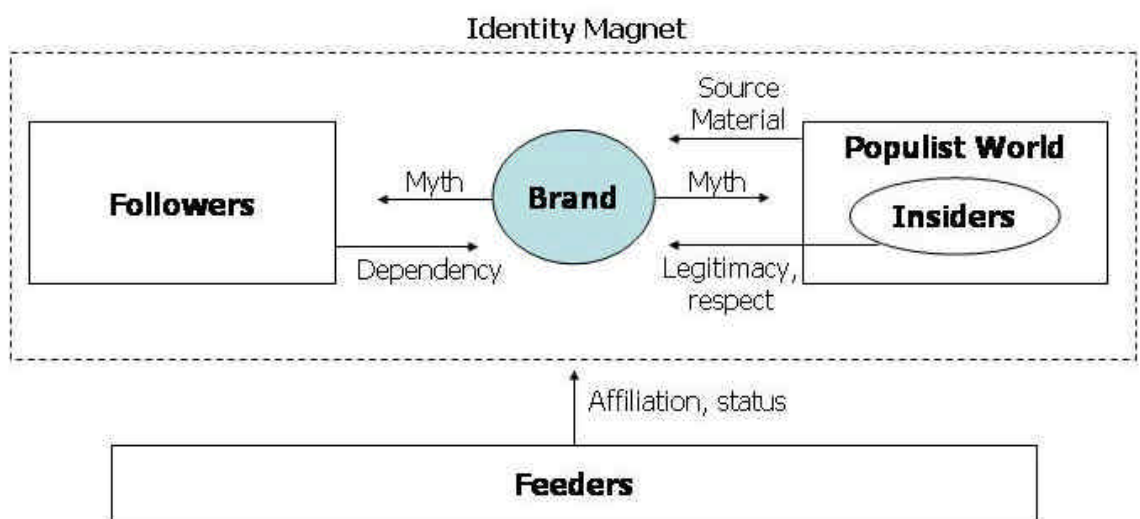 Identity Magnet
Source
Material
Populist World
Myth
Myth
Followers
Brand
Insiders
Dependency
Legitimacy,
respect
Affiliation, status
Feeders